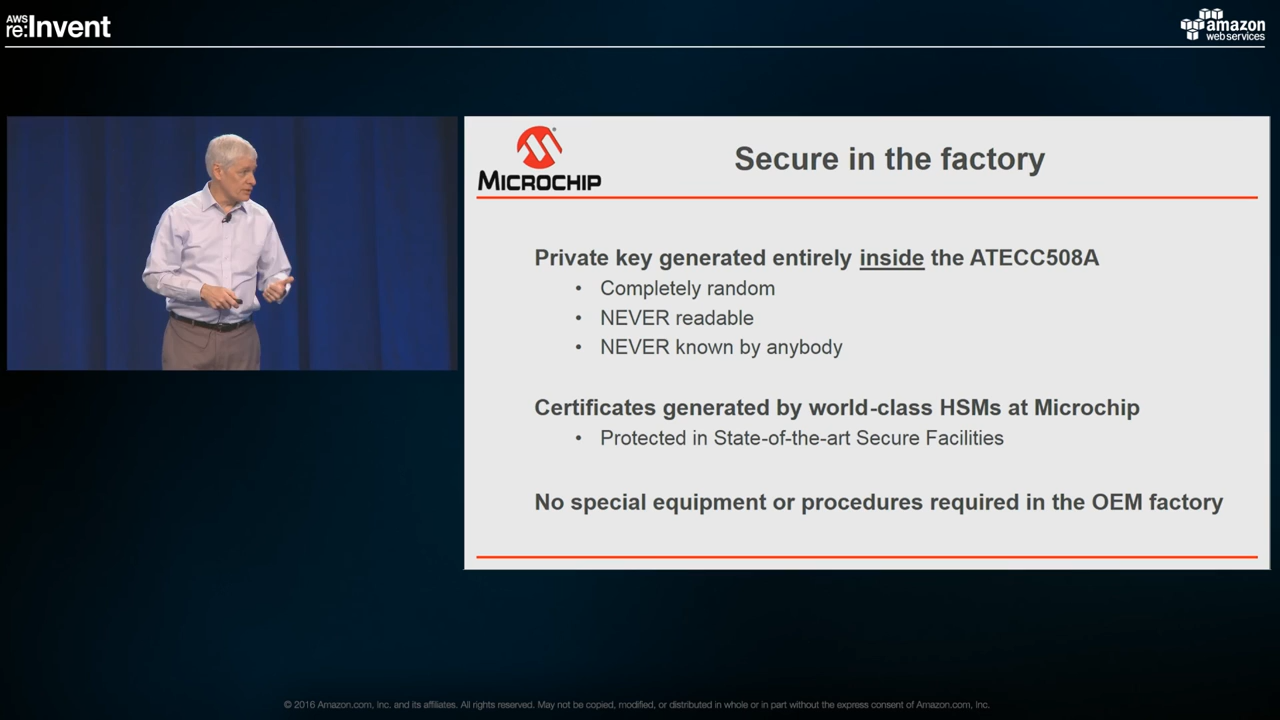 AWS
re:Invent
amazon
web services
MICROCHIP
Secure in the factory
Private key generated entirely inside the ATECC508A
• Completely random
• NEVER readable
• NEVER known by anybody
Certificates generated by world-class HSMs at Microchip
• Protected in State-of-the-art Secure Facilities
No special equipment or procedures required in the OEM factory
© 2016 Amazon.com, Inc. and its affiliates. All rights reserved. May not be copied, modified, or distributed in whole or in part without the express consent of Amazon.com, Inc.